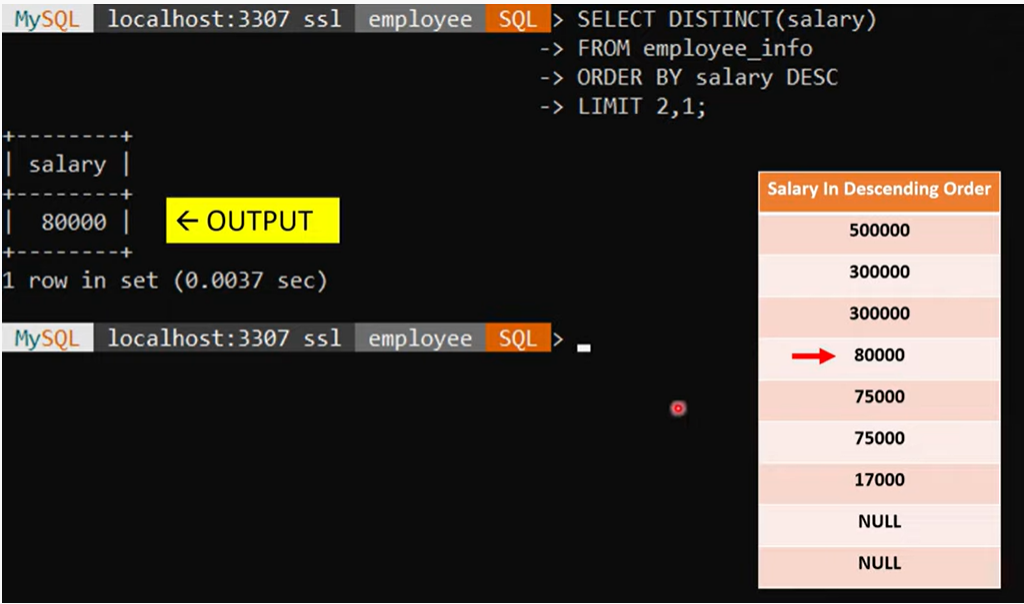 MySQL localhost:3307 ssl employee SQL > SELECT DISTINCT(salary)
-> FROM employee_info
-> ORDER BY salary DESC
-> LIMIT 2,1;
+--------+
| salary |
+--------+
| 80000 |
+--------+
← OUTPUT
1 row in set (0.0037 sec)
MySQL localhost:3307 ssl employee SQL >
Salary In Descending Order
500000
300000
300000
80000
75000
75000
17000
NULL
NULL